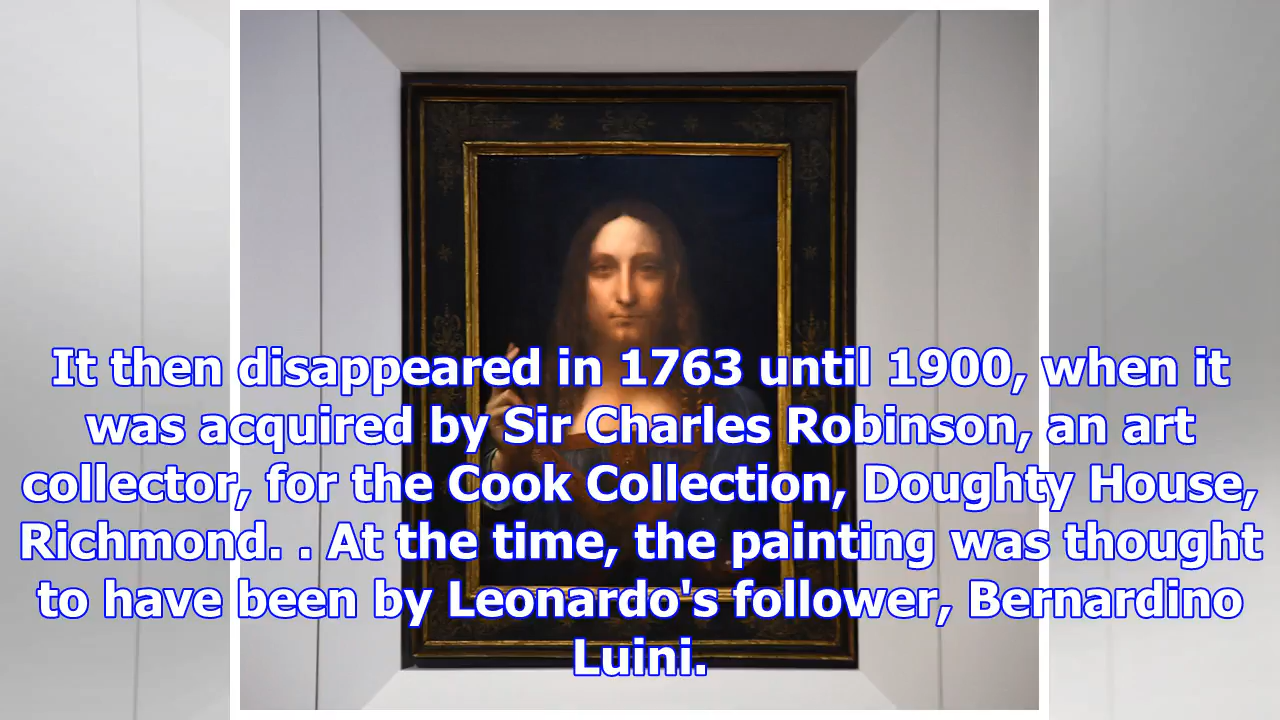 It then disappeared in 1763 until 1900, when it
was acquired by Sir Charles Robinson, an art
collector, for the Cook Collection, Doughty House,
Richmond. . At the time, the painting was thought
to have been by Leonardo's follower, Bernardino
Luini.